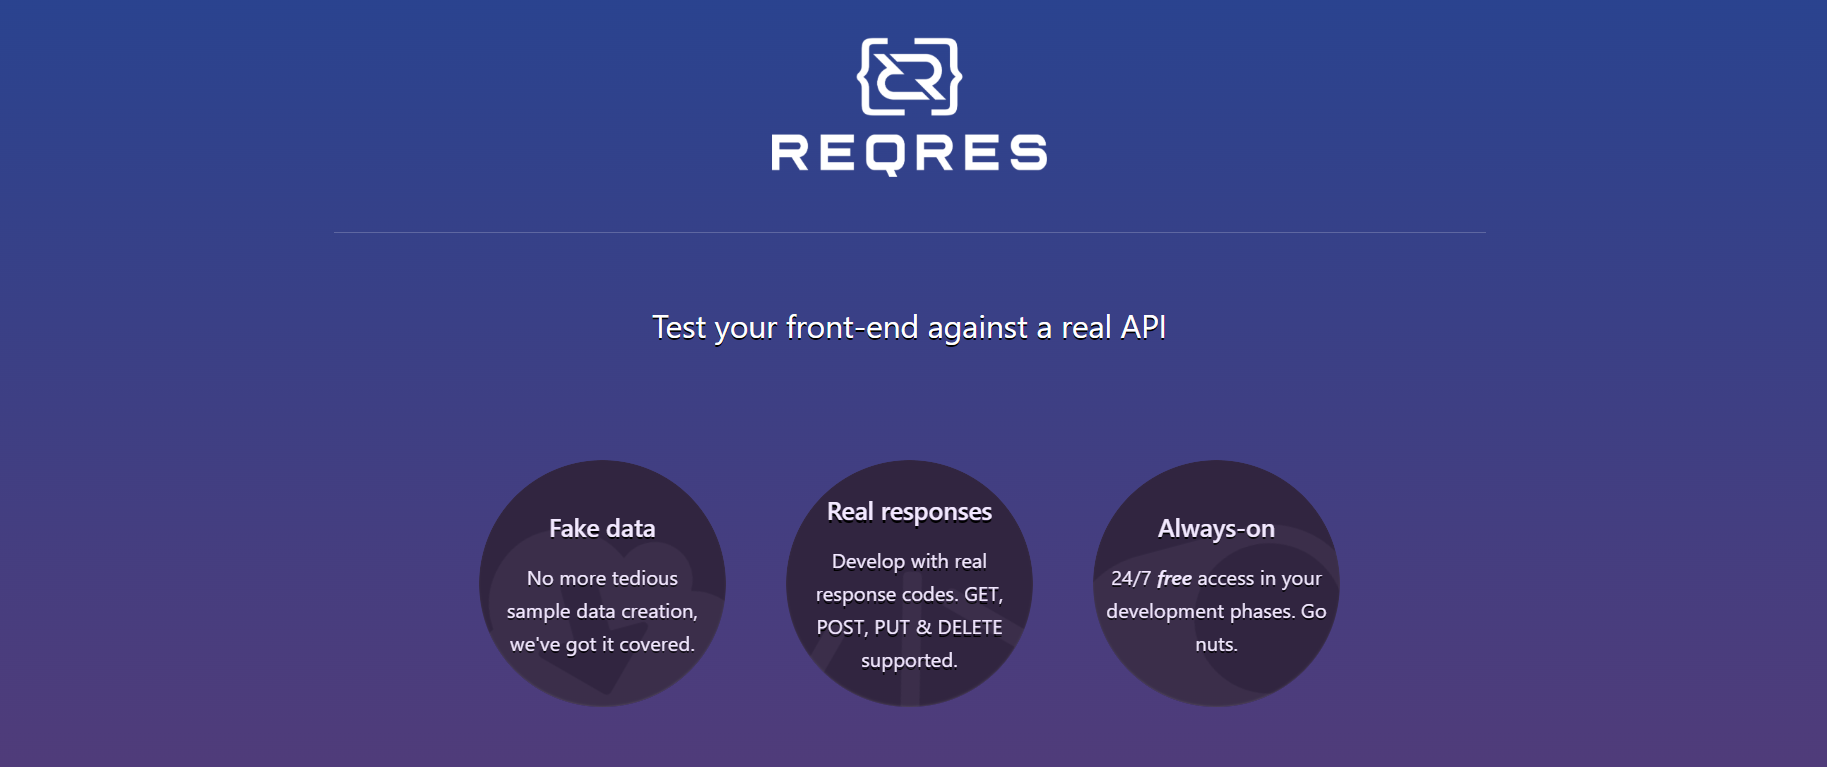 REQRES
Test your front-end against a real API
Fake data
No more tedious
sample data creation,
we've got it covered.
Real responses
Develop with real
response codes. GET,
POST, PUT & DELETE
supported.
Always-on
24/7 free access in your
development phases. Go
nuts.